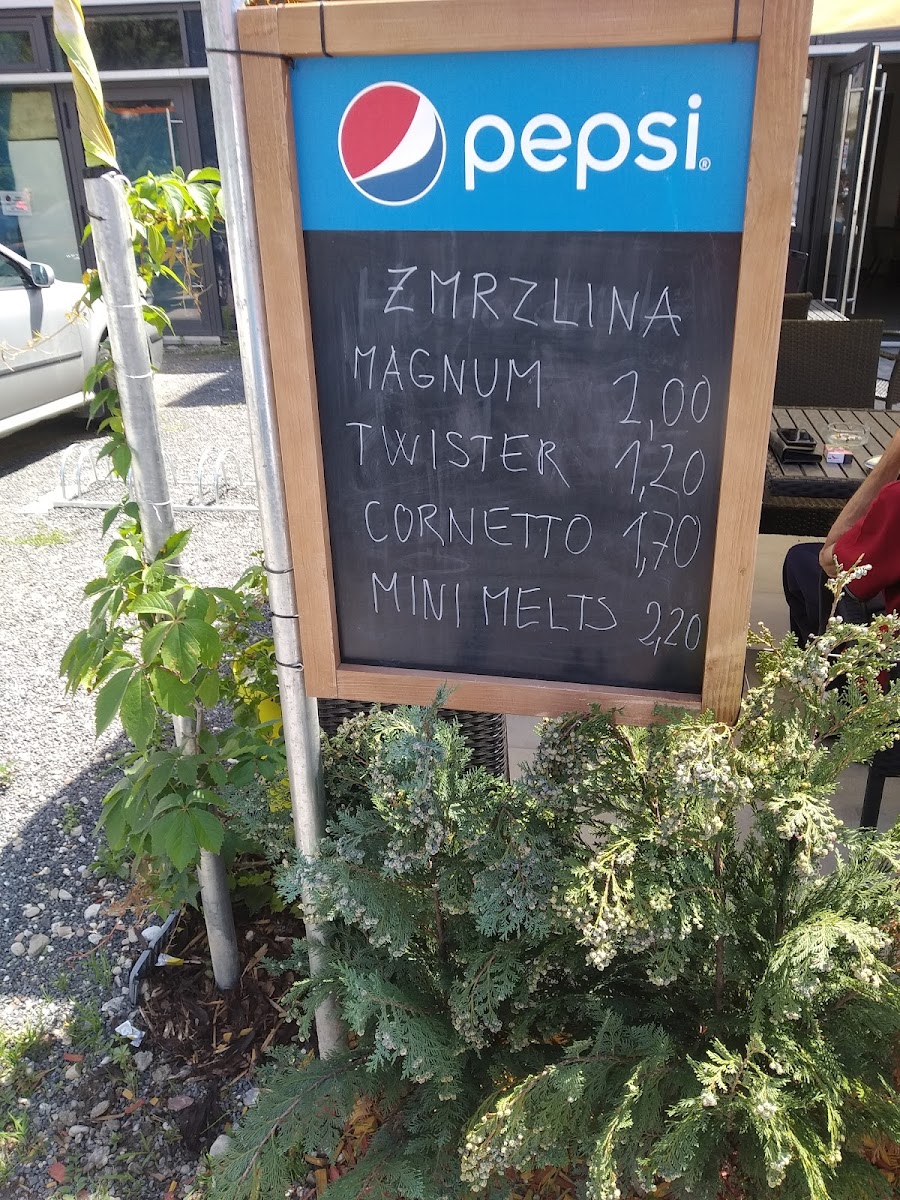 pepsi®
ZMRZLINA
MAGNUM 2,00
TWISTER 1,20
CORNETTO 1,70
MINI MELTS 2,20